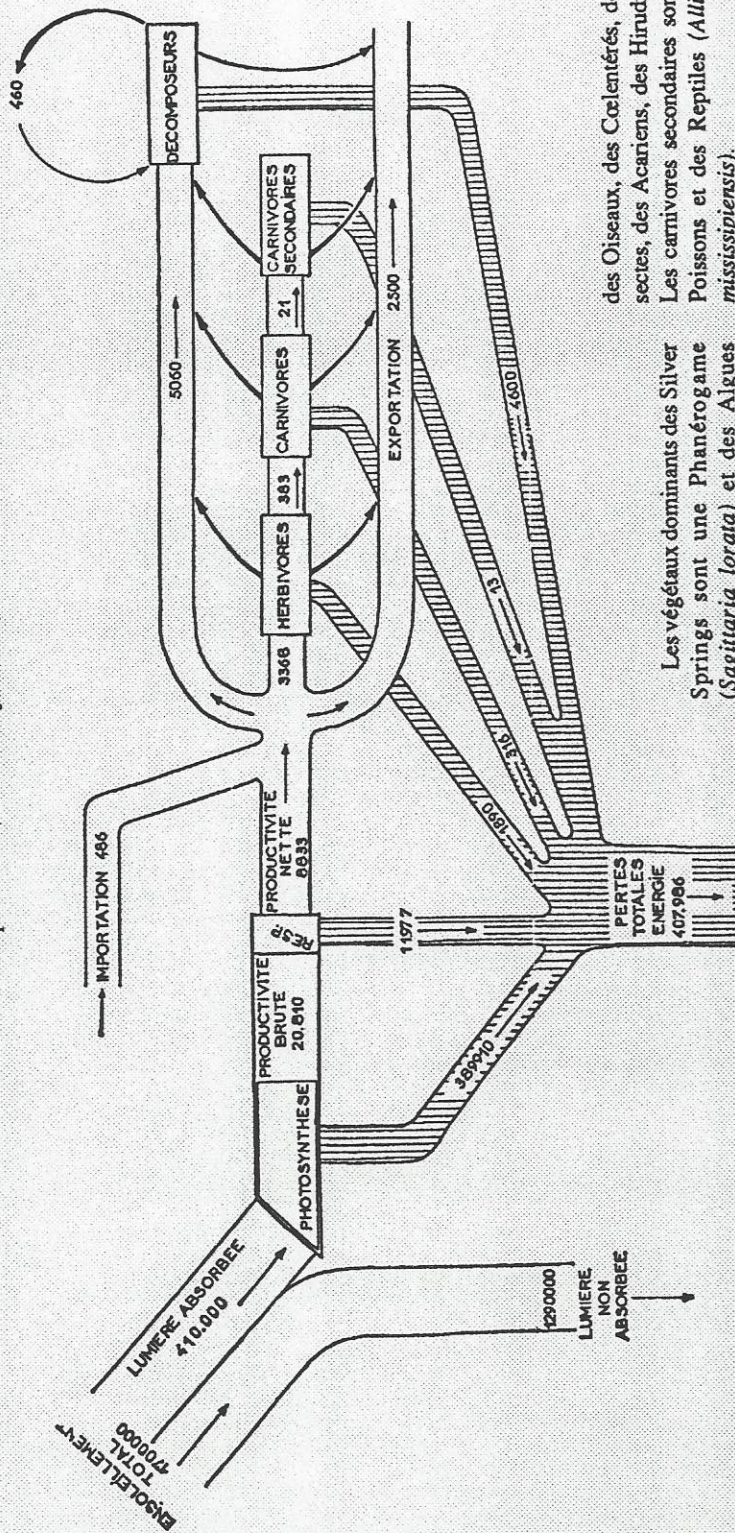 ENSOLEILLEMENT
TOTAL
1700000
LUMIERE ABSORBEE
410.000
1290000
LUMIERE
NON
ABSORBEE
PHOTOSYNTHESE
PRODUCTIVITE
BRUTE
20.810
RESP
389910
11977
IMPORTATION 486
PRODUCTIVITE
NETTE
8833
3368
HERBIVORES
383
CARNIVORES
21
CARNIVORES
SECONDAIRES
5060
DECOMPOSEURS
460
EXPORTATION
2500
1890
316
13
4600
PERTES
TOTALES
ENERGIE
407.986
Les végétaux dominants des Silver
Springs sont une Phanérogame
(Sagittaria lorata) et des Algues
des Oiseaux, des Cœlentérés, d
sectes, des Acariens, des Hirud
Les carnivores secondaires son
Poissons et des Reptiles (Alli
mississipiensis).